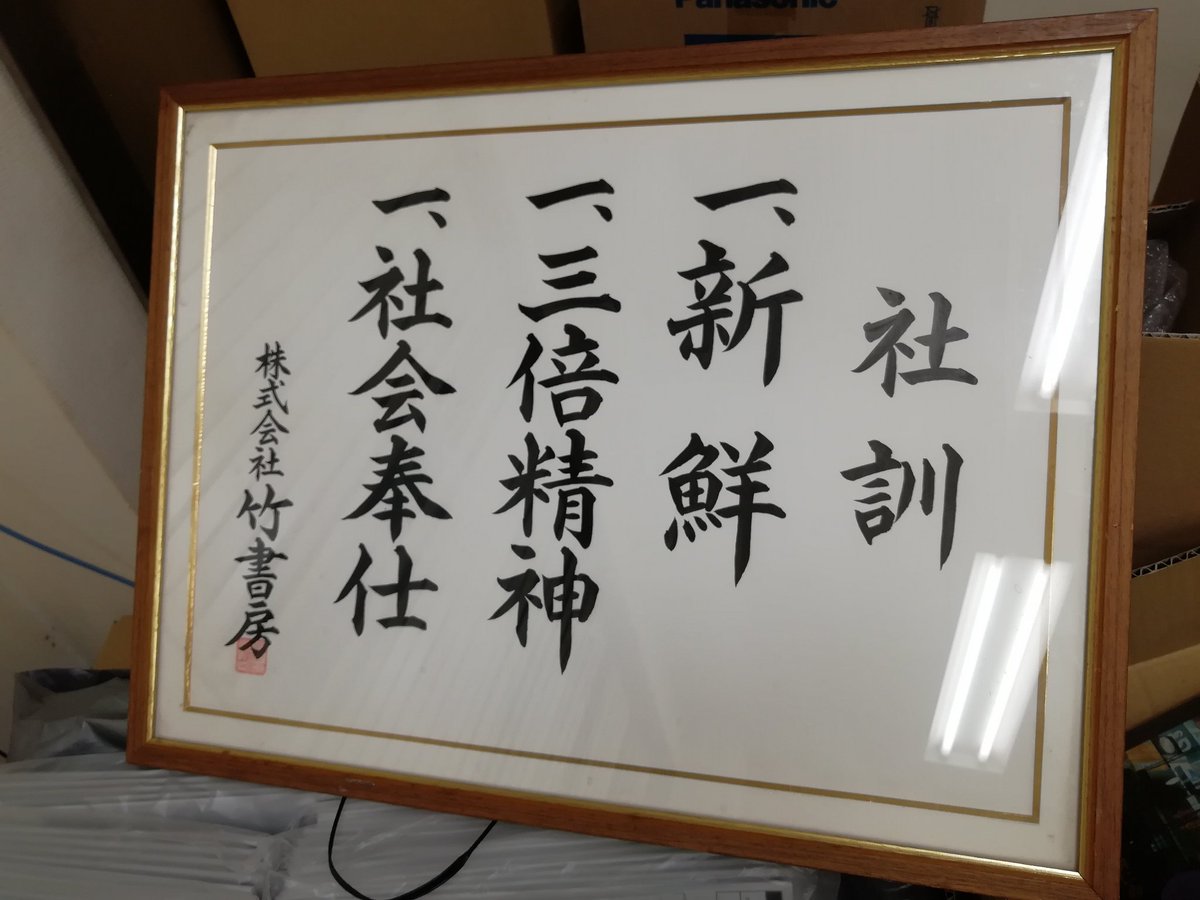 社訓
一、新鮮
一、三倍精神
一、社会奉仕
株式会社竹書房
Panasonic